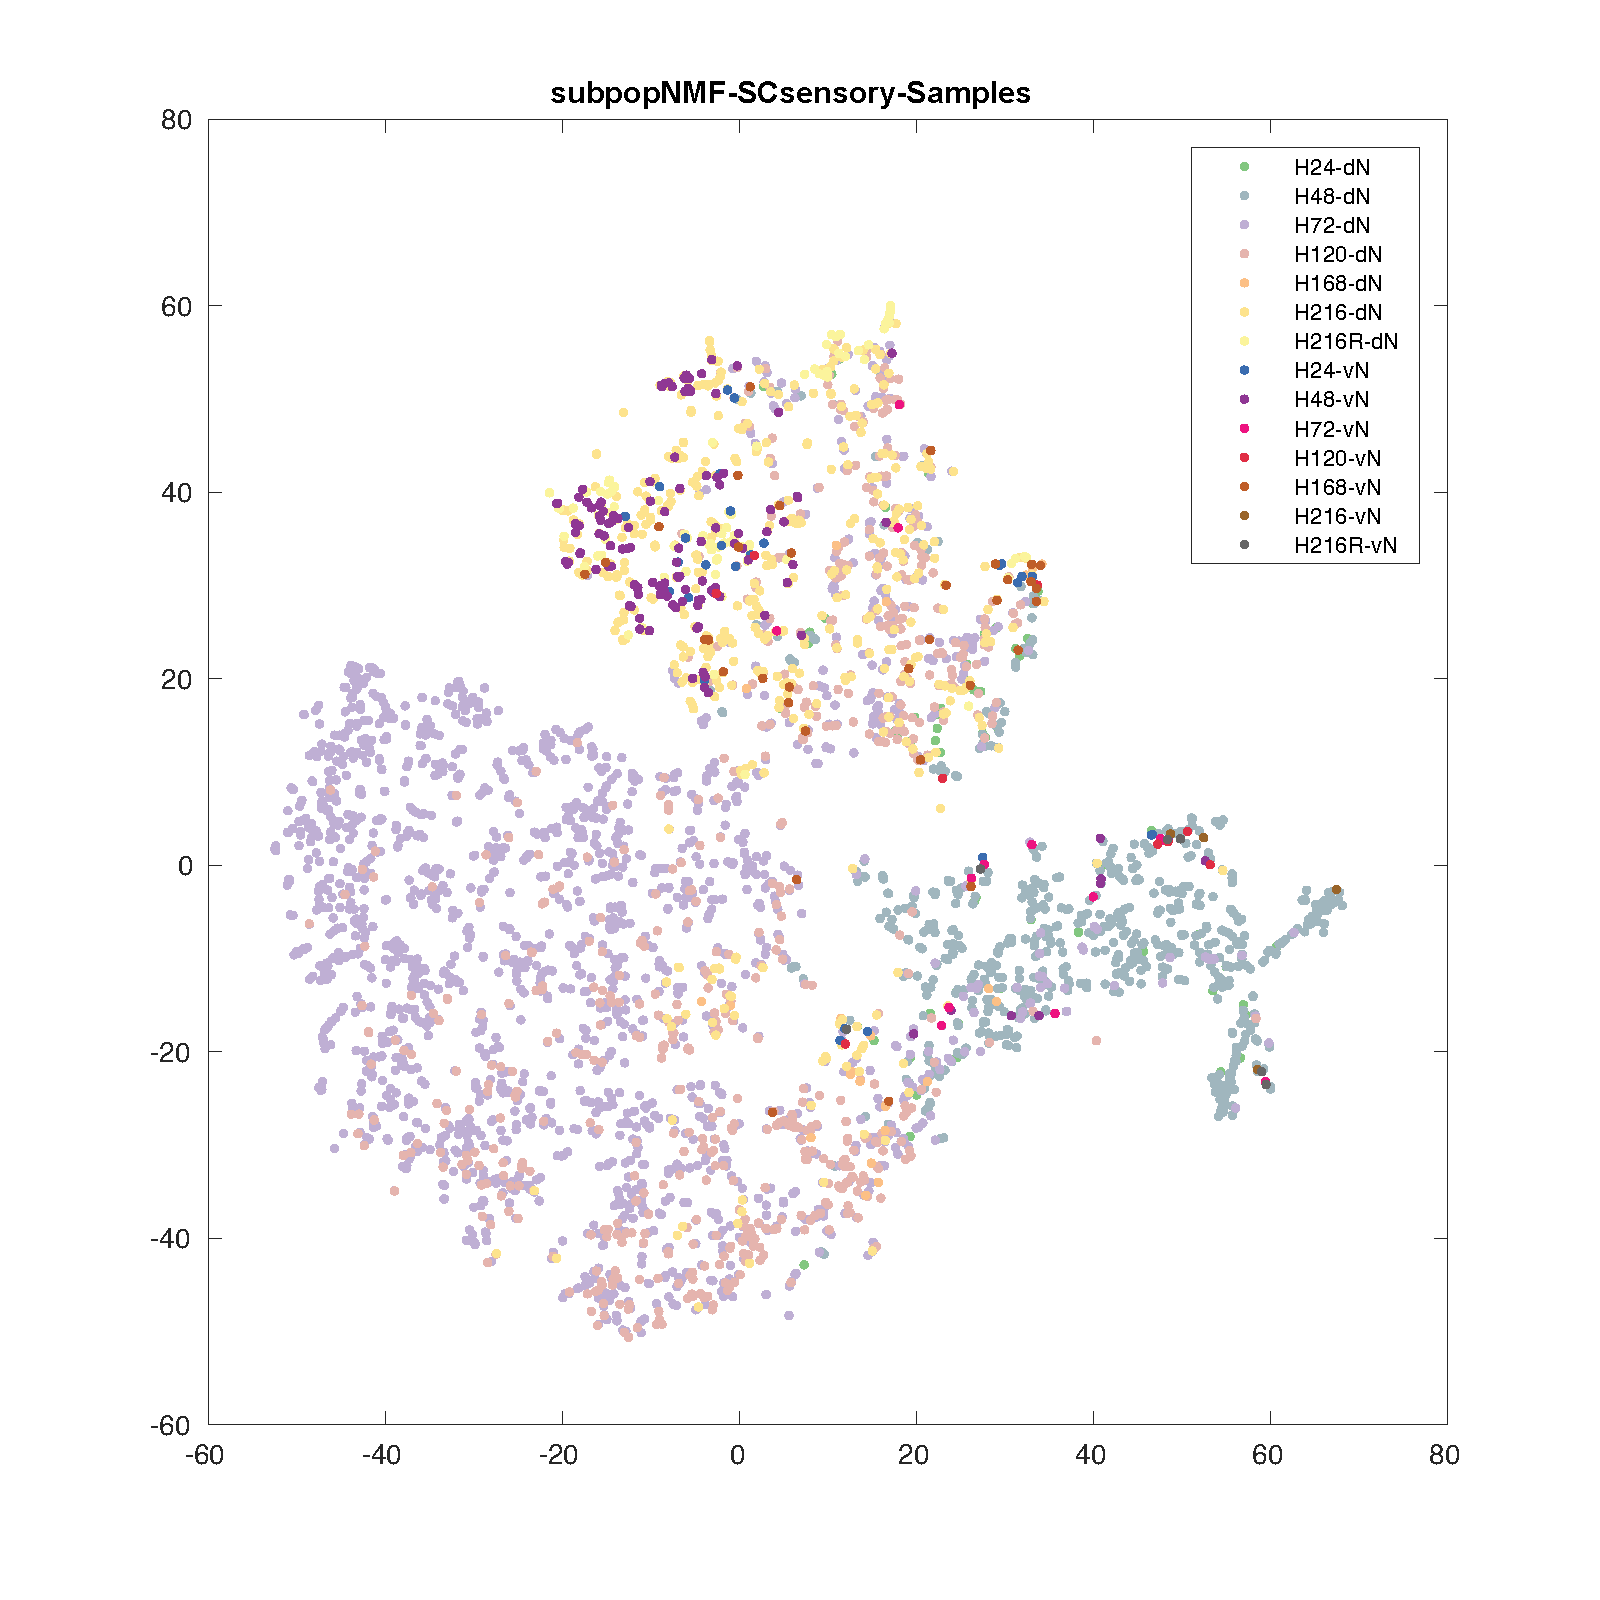 subpopNMF-SCsensory-Samples
80
60
40
20
0
-20
-40
-60
-60
-40
-20
0
20
40
60
80
H24-dN
H48-dN
H72-dN
H120-dN
H168-dN
H216-dN
H216R-dN
H24-vN
H48-vN
H72-vN
H120-vN
H168-vN
H216-vN
H216R-vN